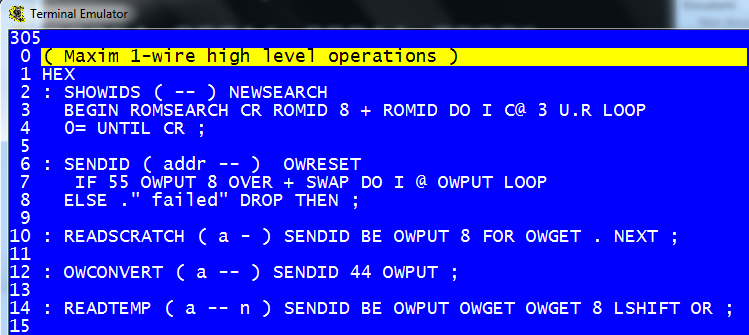 Terminal Emulator
305
0 ( Maxim 1-wire high level operations )
1 HEX
2 : SHOWIDS ( -- ) NEWSEARCH
3   BEGIN ROMSEARCH CR ROMID 8 + ROMID DO I C@ 3 U.R LOOP
4   0= UNTIL CR ;
5
6 : SENDID ( addr -- )  OWRESET
7    IF 55 OWPUT 8 OVER + SWAP DO I @ OWPUT LOOP
8   ELSE ." failed" DROP THEN ;
9
10 : READSCRATCH ( a - ) SENDID BE OWPUT 8 FOR OWGET . NEXT ;
11
12 : OWCONVERT ( a -- ) SENDID 44 OWPUT ;
13
14 : READTEMP ( a -- n ) SENDID BE OWPUT OWGET OWGET 8 LSHIFT OR ;
15